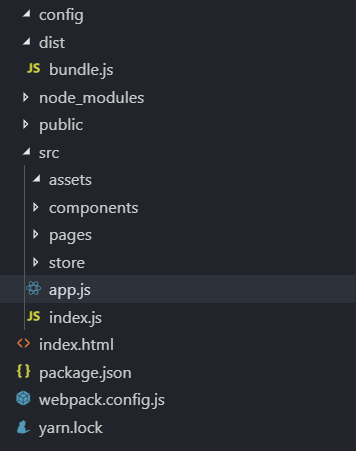 config
dist
JS bundle.js
node_modules
public
src
assets
components
pages
store
app.js
JS index.js
<> index.html
{} package.json
webpack.config.js
yarn.lock